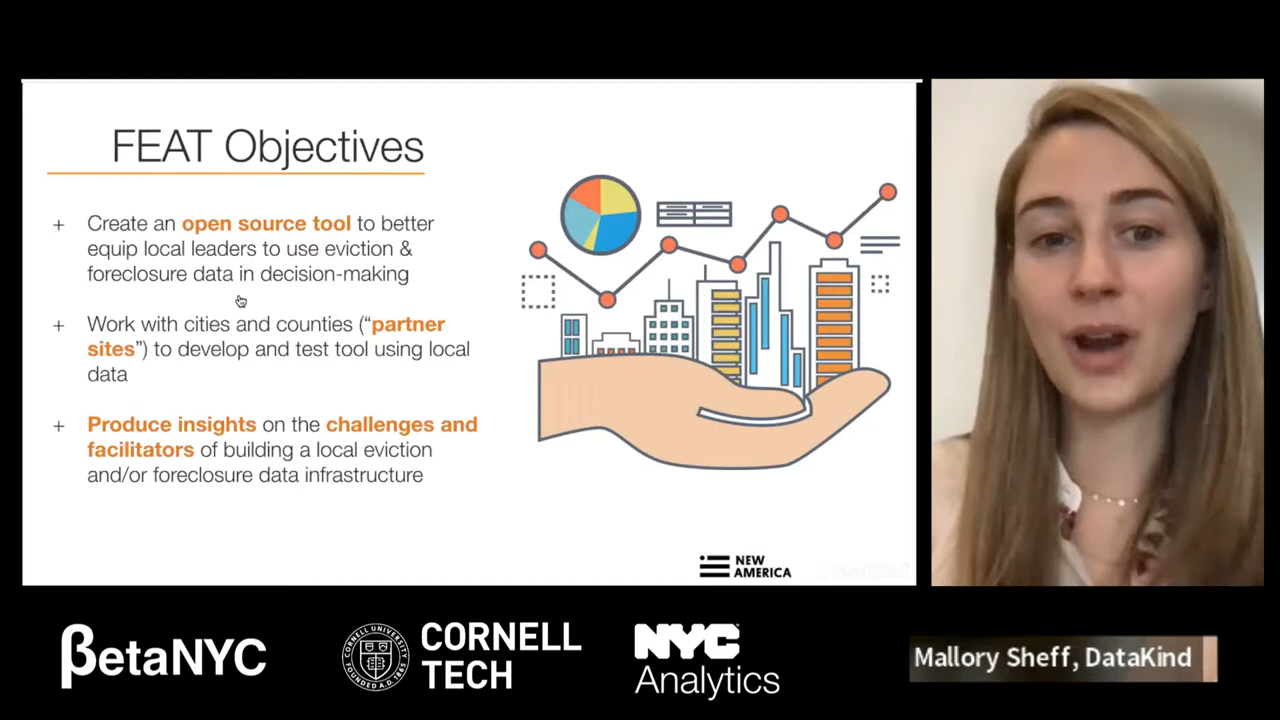 FEAT Objectives
+ Create an open source tool to better
equip local leaders to use eviction &
foreclosure data in decision-making
+ Work with cities and counties (“partner
sites”) to develop and test tool using local
data
+ Produce insights on the challenges and
facilitators of building a local eviction
and/or foreclosure data infrastructure
NEW
AMERICA
βetaNYC
CORNELL
TECH
NYC
Analytics
Mallory Sheff, DataKind